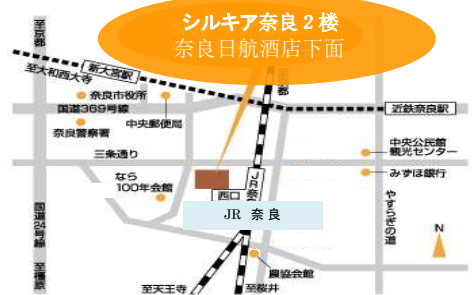 シルキア奈良2楼
奈良日航酒店下面
至京都
至京都
新大宮駅
至大和西大寺
奈良市役所
国道369号線
中央郵便局
奈良警察署
近鉄奈良駅
三条通り
中央公民館
観光センター
みずほ銀行
なら
100年会館
西口
JR奈
JR 奈良
国道24号線
やすらぎの道
N
農協会館
至橿原
至天王寺
至桜井